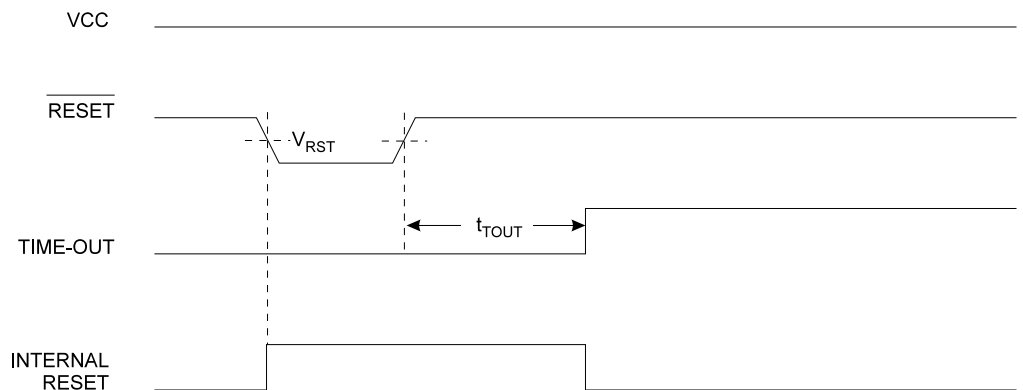 VCC
RESET
V_RST
t_TOUT
TIME-OUT
INTERNAL
RESET